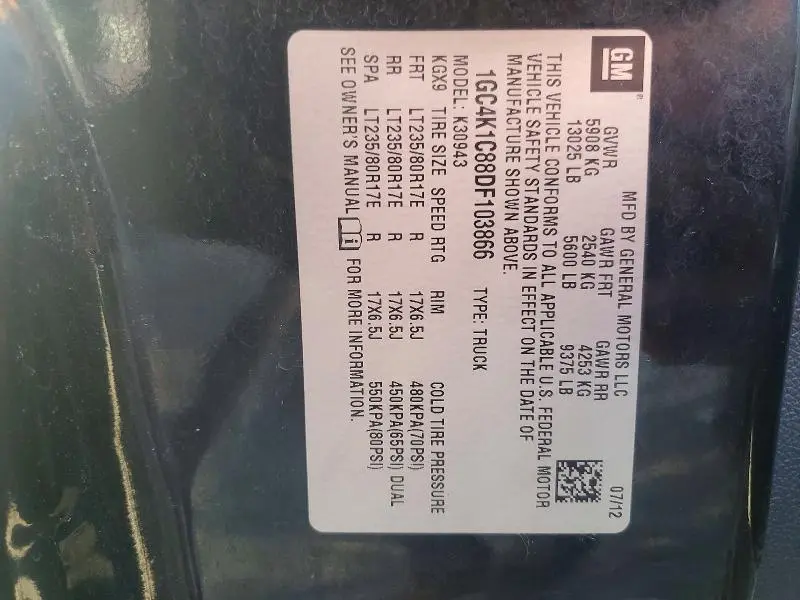 GM
MFD BY GENERAL MOTORS LLC 07/12
GVWR GAWR FRT GAWR RR
5908 KG 2540 KG 4253 KG
13025 LB 5600 LB 9375 LB
THIS VEHICLE CONFORMS TO ALL APPLICABLE U.S. FEDERAL MOTOR
VEHICLE SAFETY STANDARDS IN EFFECT ON THE DATE OF
MANUFACTURE SHOWN ABOVE.
1GC4K1C88DF103866 TYPE: TRUCK
MODEL: K30943
KGX9 TIRE SIZE SPEED RTG RIM COLD TIRE PRESSURE
FRT LT235/80R17E R 17X6.5J 480KPA(70PSI)
RR LT235/80R17E R 17X6.5J 450KPA(65PSI) DUAL
SPA LT235/80R17E R 17X6.5J 550KPA(80PSI)
SEE OWNER'S MANUAL FOR MORE INFORMATION.